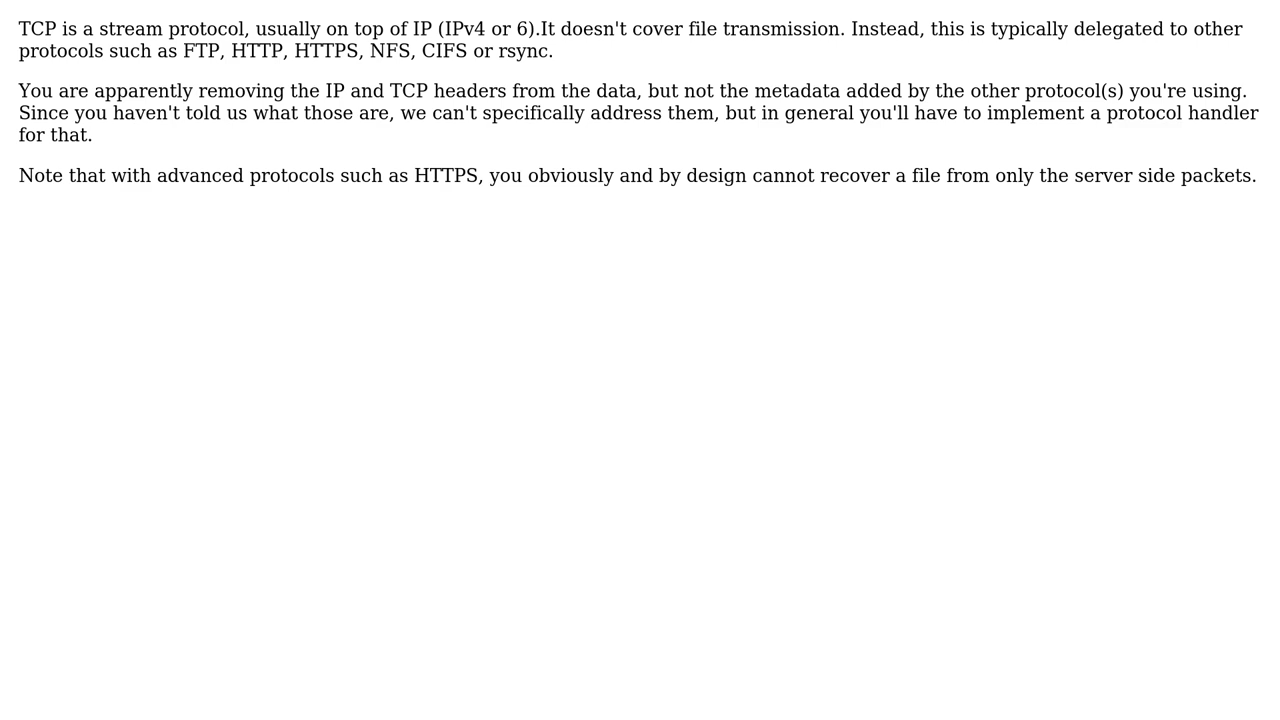 TCP is a stream protocol, usually on top of IP (IPv4 or 6).It doesn't cover file transmission. Instead, this is typically delegated to other
protocols such as FTP, HTTP, HTTPS, NFS, CIFS or rsync.
You are apparently removing the IP and TCP headers from the data, but not the metadata added by the other protocol(s) you're using.
Since you haven't told us what those are, we can't specifically address them, but in general you'll have to implement a protocol handler
for that.
Note that with advanced protocols such as HTTPS, you obviously and by design cannot recover a file from only the server side packets.